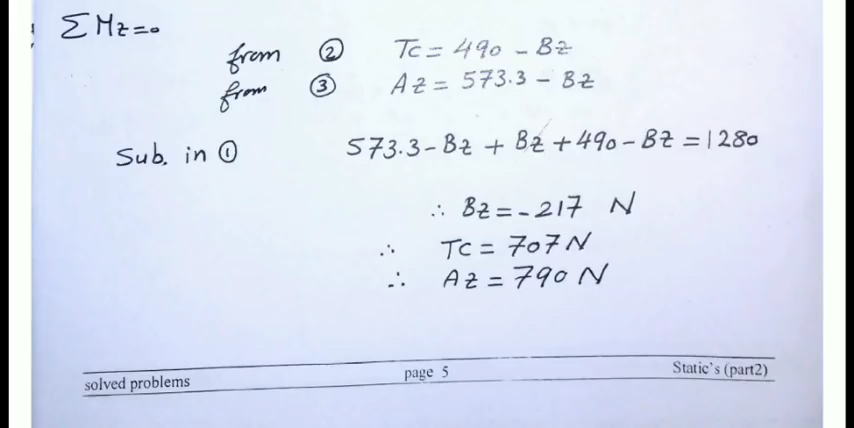 ΣMz=0
from ② Tc = 490 - Bz
from ③ Az = 573.3 - Bz
Sub. in ① 573.3 - Bz + Bz + 490 - Bz = 1280
∴ Bz = -217 N
∴ Tc = 707 N
∴ Az = 790 N
solved problems page 5 Static's (part2)